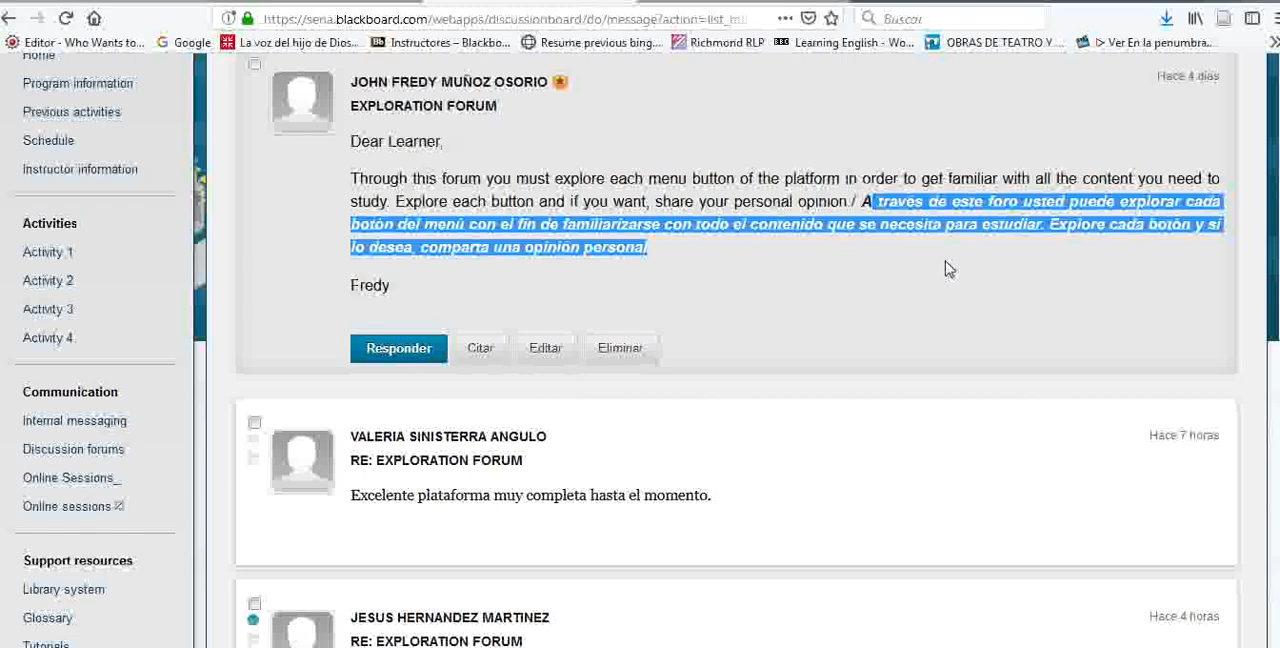 https://sena.blackboard.com/webapps/discussionboard/do/message?action=list_m
Buscar
Editor - Who Wants to...
Google
La voz del hijo de Dios...
Instructores – Blackbo...
Resume previous bing...
Richmond RLP
Learning English - Wo...
OBRAS DE TEATRO Y ...
▷ Ver En la penumbra...
Home
Program information
Previous activities
Schedule
Instructor information
Activities
Activity 1
Activity 2
Activity 3
Activity 4
Communication
Internal messaging
Discussion forums
Online Sessions_
Online sessions
Support resources
Library system
Glossary
Tutorials
JOHN FREDY MUÑOZ OSORIO
Hace 4 días
EXPLORATION FORUM
Dear Learner,
Through this forum you must explore each menu button of the platform in order to get familiar with all the content you need to
study. Explore each button and if you want, share your personal opinion./ A través de este foro usted puede explorar cada
botón del menú con el fin de familiarizarse con todo el contenido que se necesita para estudiar. Explore cada botón y si
lo desea, comparta una opinión personal.
Fredy
Responder
Citar
Editar
Eliminar
VALERIA SINISTERRA ANGULO
Hace 7 horas
RE: EXPLORATION FORUM
Excelente plataforma muy completa hasta el momento.
JESUS HERNANDEZ MARTINEZ
Hace 4 horas
RE: EXPLORATION FORUM